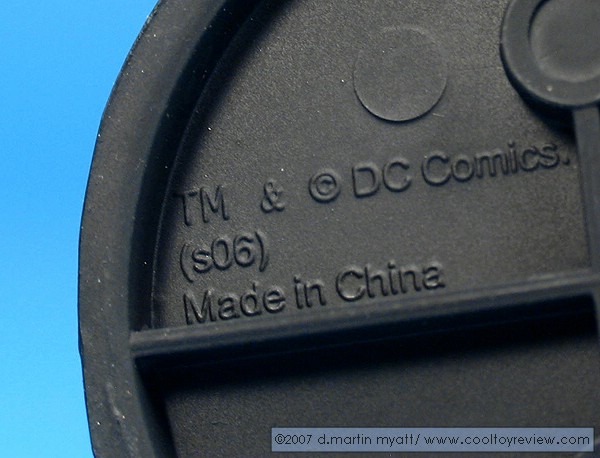 TM & © DC Comics.
(s06)
Made in China
©2007 d.martin myatt/ www.cooltoyreview.com